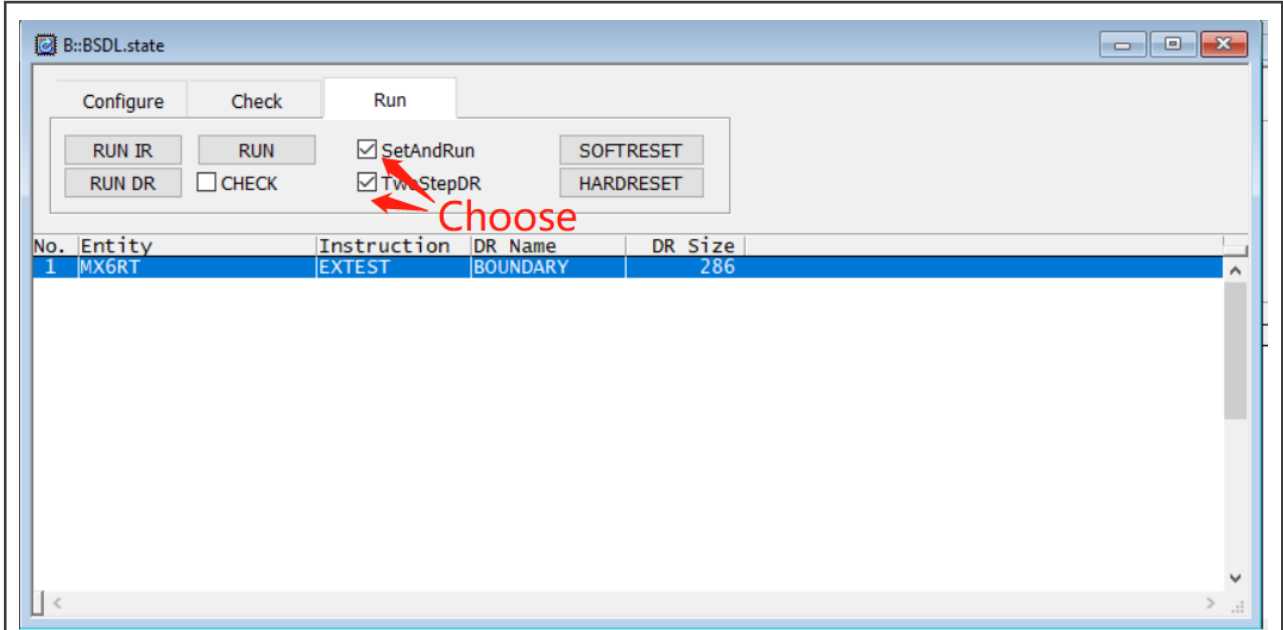 B::BSDL.state
Configure Check Run
RUN IR RUN SetAndRun SOFTRESET
RUN DR CHECK TwoStepDR HARDRESET
Choose
No. Entity Instruction DR Name DR Size
1 MX6RT EXTEST BOUNDARY 286